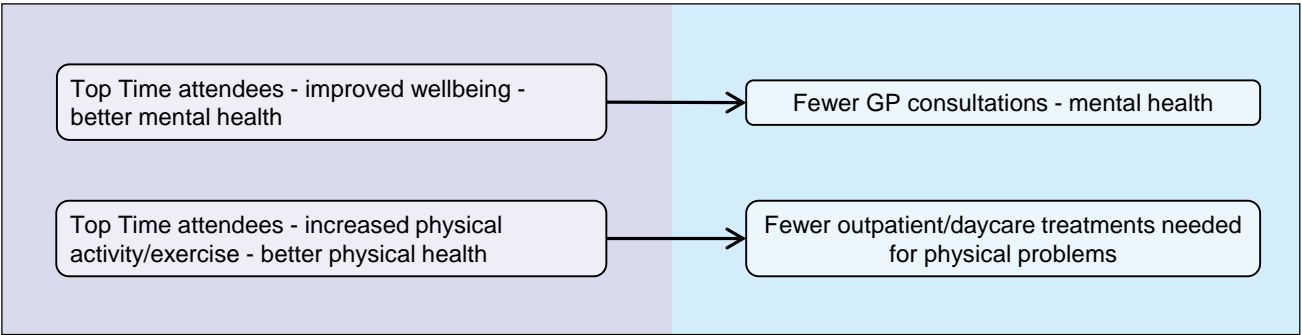 Top Time attendees - improved wellbeing -
better mental health
Fewer GP consultations - mental health
Top Time attendees - increased physical
activity/exercise - better physical health
Fewer outpatient/daycare treatments needed
for physical problems